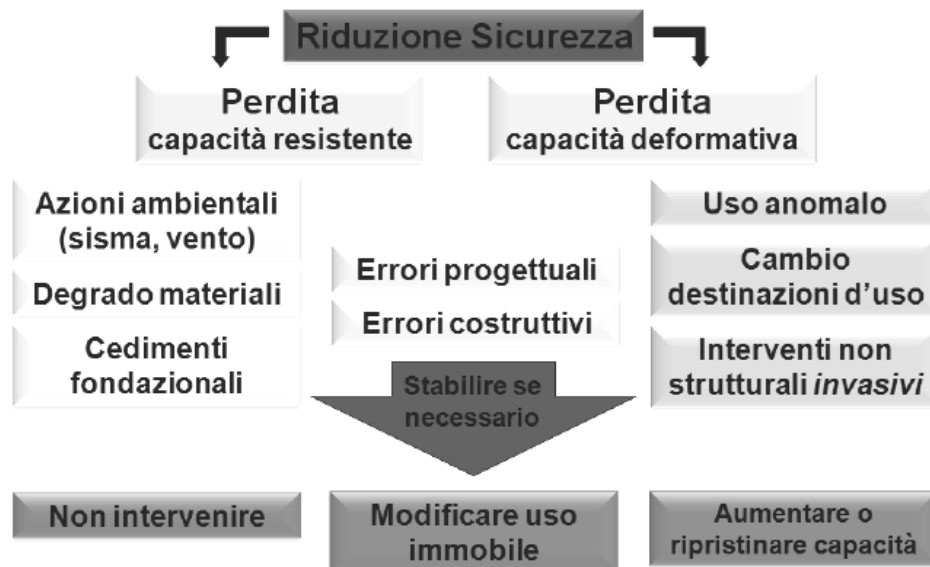 Riduzione Sicurezza
Perdita
capacità resistente
Perdita
capacità deformativa
Azioni ambientali
(sisma, vento)
Degrado materiali
Cedimenti
fondazionali
Errori progettuali
Errori costruttivi
Uso anomalo
Cambio
destinazioni d'uso
Interventi non
strutturali invasivi
Stabilire se
necessario
Non intervenire
Modificare uso
immobile
Aumentare o
ripristinare capacità